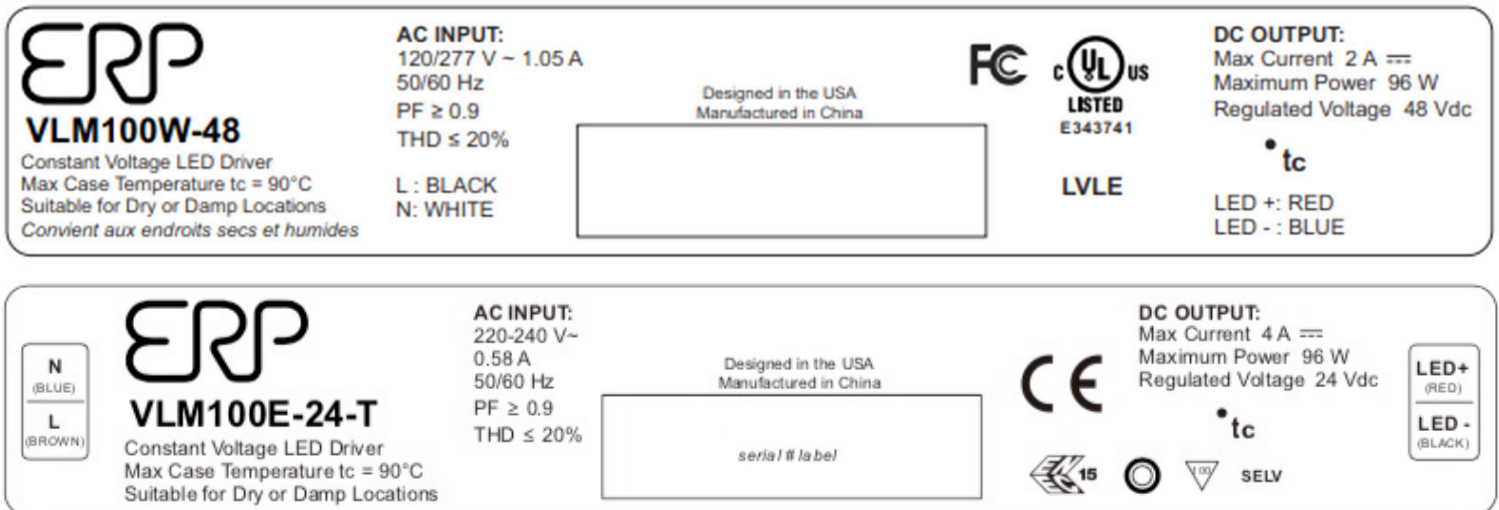 ERP
VLM100W-48
Constant Voltage LED Driver
Max Case Temperature tc = 90°C
Suitable for Dry or Damp Locations
Convient aux endroits secs et humides
AC INPUT:
120/277 V ~ 1.05 A
50/60 Hz
PF ≥ 0.9
THD ≤ 20%
L : BLACK
N: WHITE
Designed in the USA
Manufactured in China
FC
C UL US
LISTED
E343741
LVLE
DC OUTPUT:
Max Current 2 A ⎓
Maximum Power 96 W
Regulated Voltage 48 Vdc
tc
LED +: RED
LED - : BLUE
N
(BLUE)
L
(BROWN)
ERP
VLM100E-24-T
Constant Voltage LED Driver
Max Case Temperature tc = 90°C
Suitable for Dry or Damp Locations
AC INPUT:
220-240 V~
0.58 A
50/60 Hz
PF ≥ 0.9
THD ≤ 20%
Designed in the USA
Manufactured in China
serial # label
CE
15
SELV
DC OUTPUT:
Max Current 4 A ⎓
Maximum Power 96 W
Regulated Voltage 24 Vdc
tc
LED+
(RED)
LED -
(BLACK)